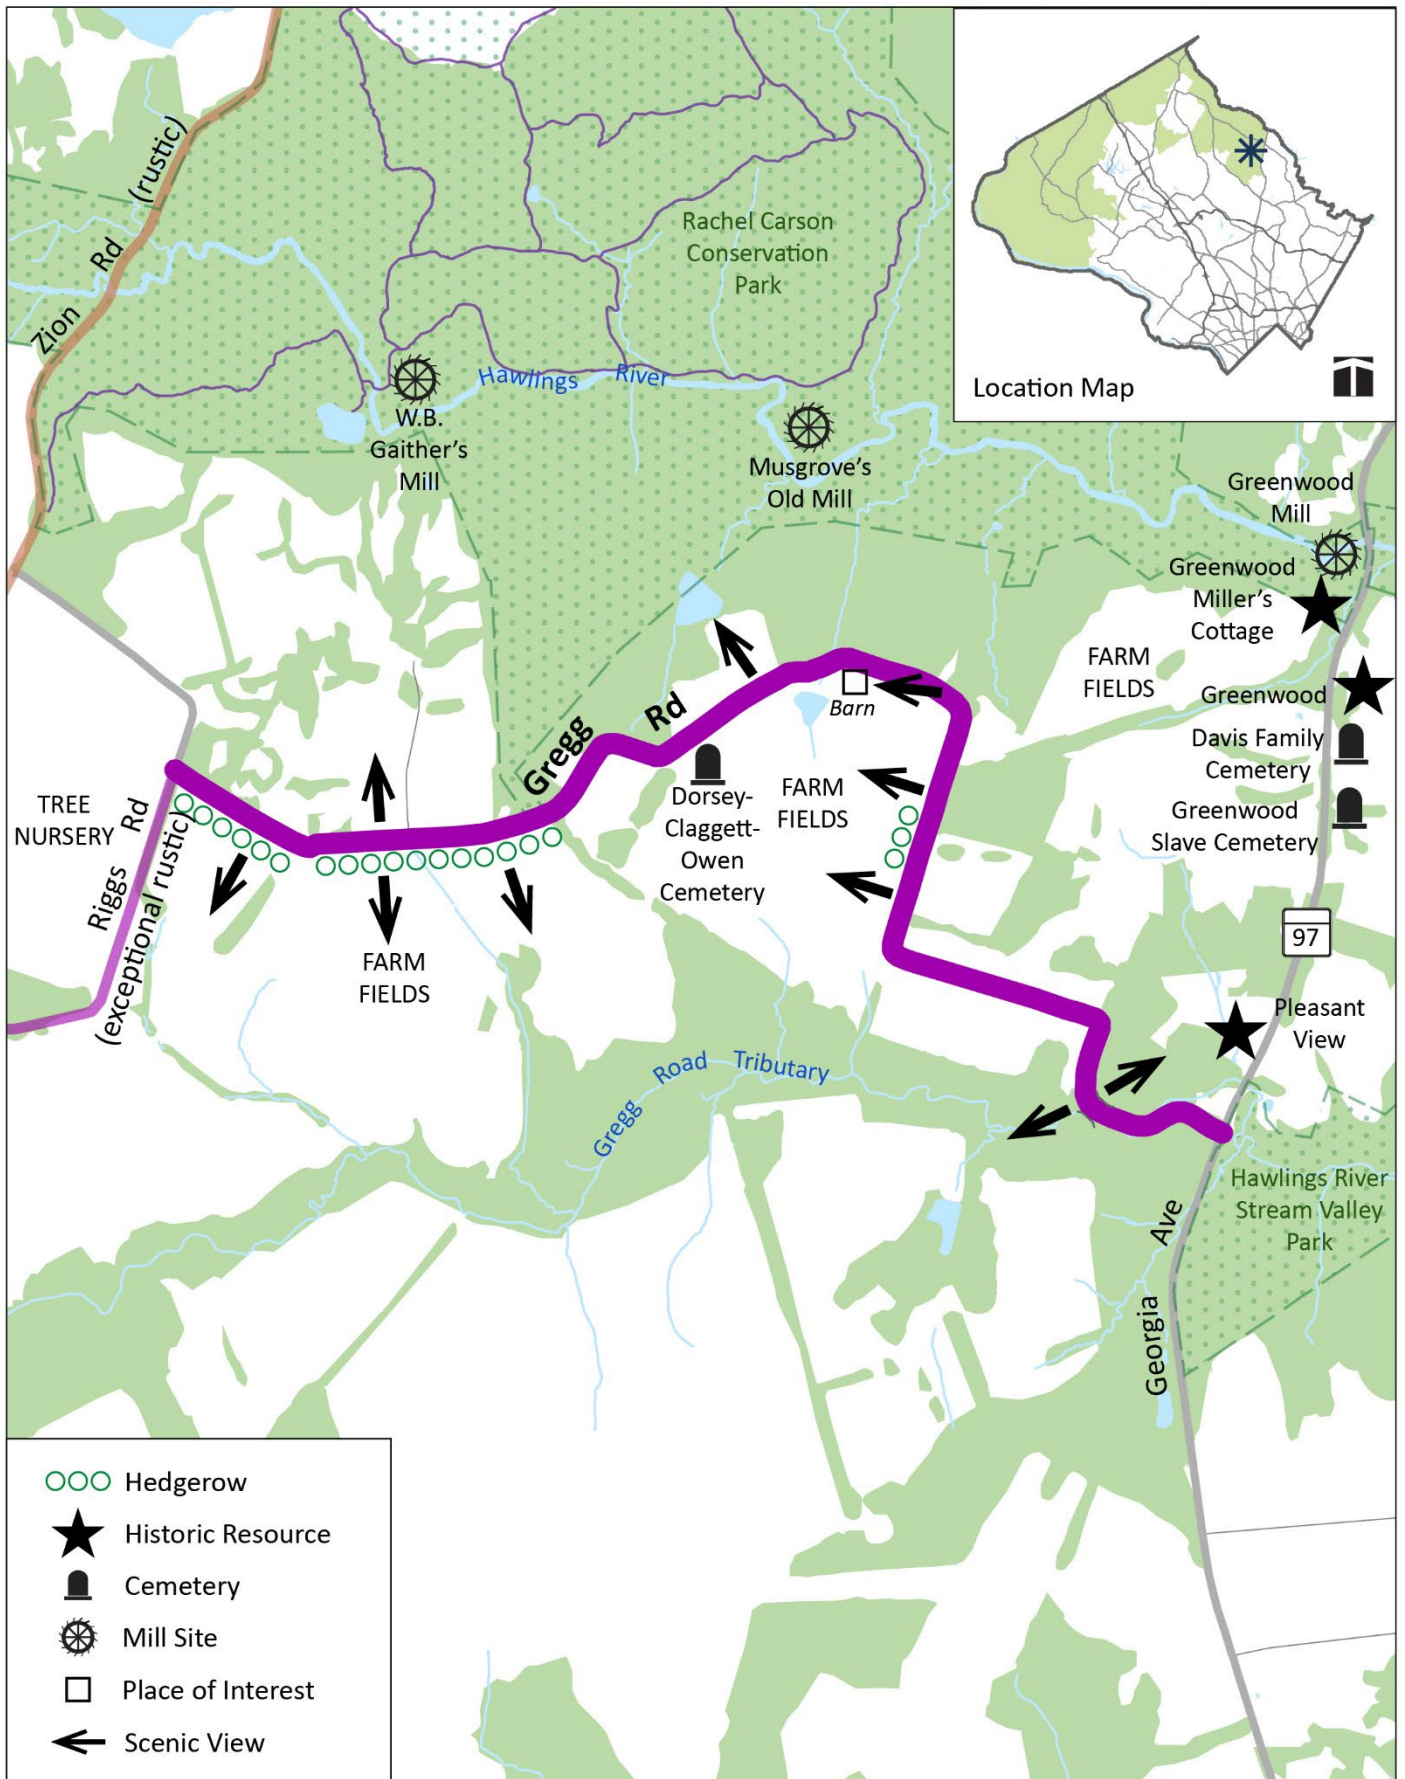 Zion Rd (rustic)
Rachel Carson
Conservation
Park
Location Map
W.B.
Gaither's
Mill
Hawlings River
Musgrove's
Old Mill
Greenwood
Mill
Greenwood
Miller's
Cottage
FARM
FIELDS
Greenwood
Davis Family
Cemetery
Greenwood
Slave Cemetery
97
Gregg Rd
Barn
FARM
FIELDS
Dorsey-
Claggett-
Owen
Cemetery
TREE
NURSERY
Riggs Rd
(exceptional rustic)
FARM
FIELDS
Pleasant
View
Gregg Road Tributary
Hawlings River
Stream Valley
Park
Georgia Ave
Hedgerow
Historic Resource
Cemetery
Mill Site
Place of Interest
Scenic View